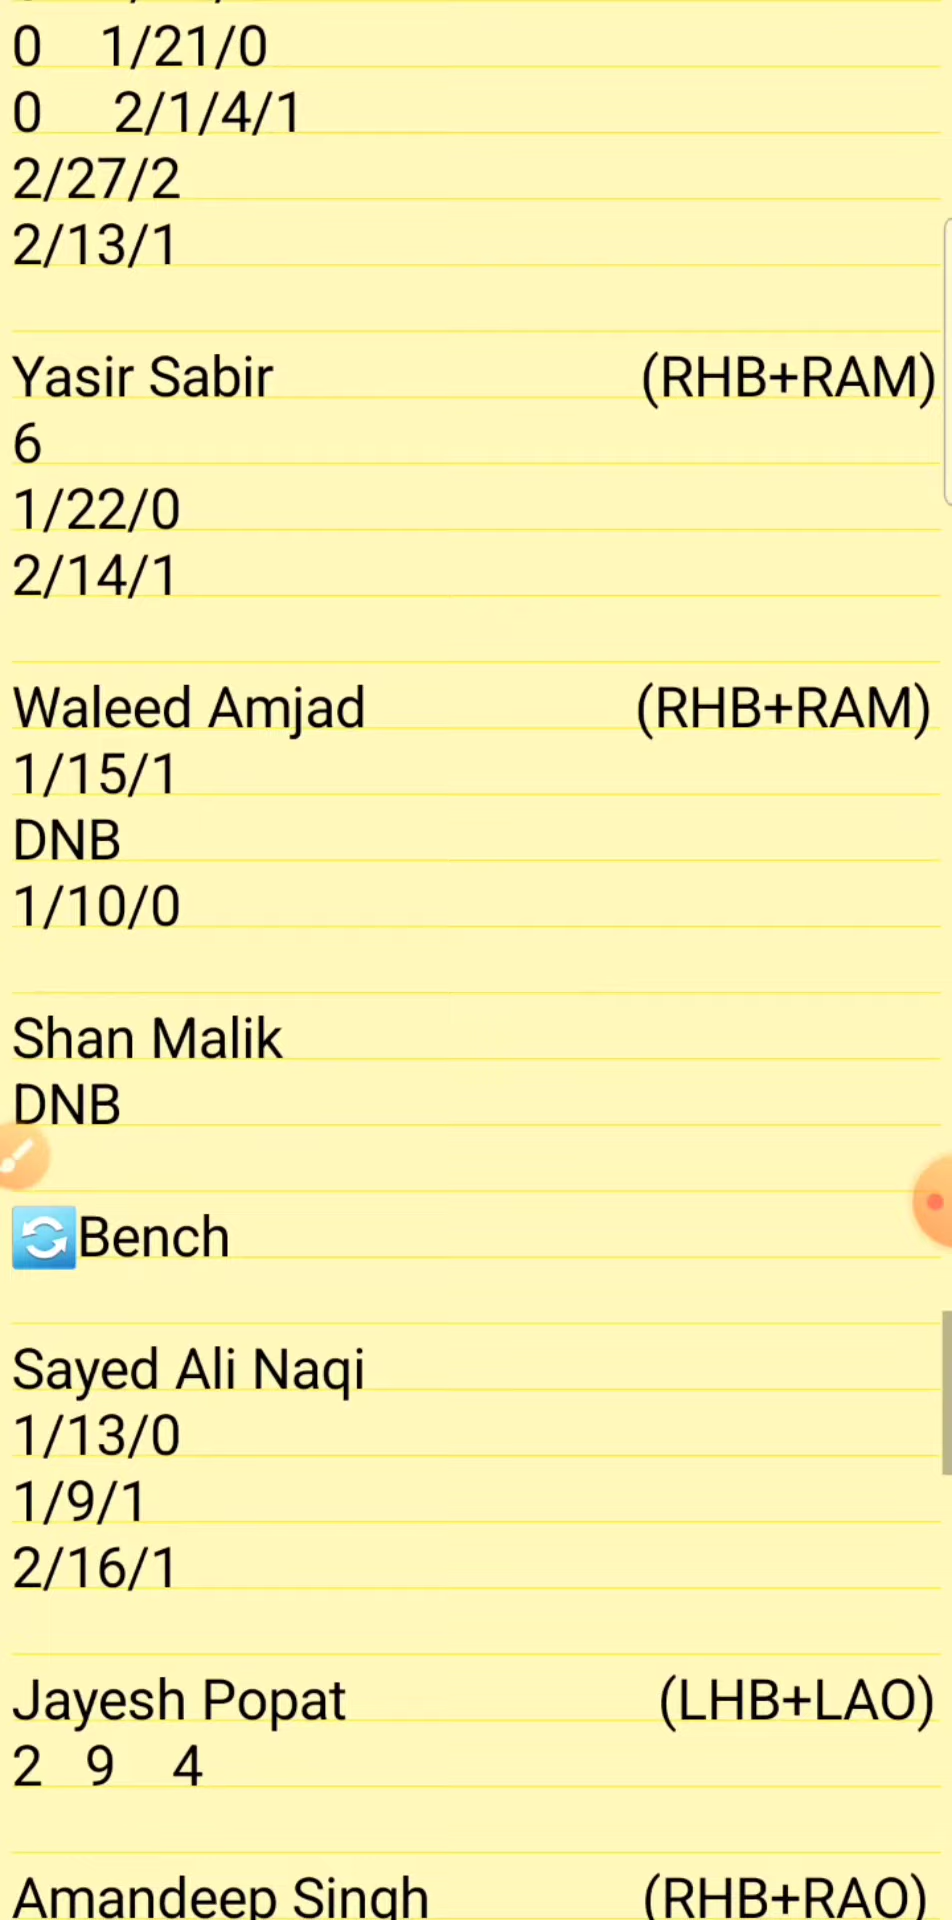 0 1/21/0
0 2/1/4/1
2/27/2
2/13/1
Yasir Sabir (RHB+RAM)
6
1/22/0
2/14/1
Waleed Amjad (RHB+RAM)
1/15/1
DNB
1/10/0
Shan Malik
DNB
🔄Bench
Sayed Ali Naqi
1/13/0
1/9/1
2/16/1
Jayesh Popat (LHB+LAO)
2 9 4
Amandeep Singh (RHB+RAO)